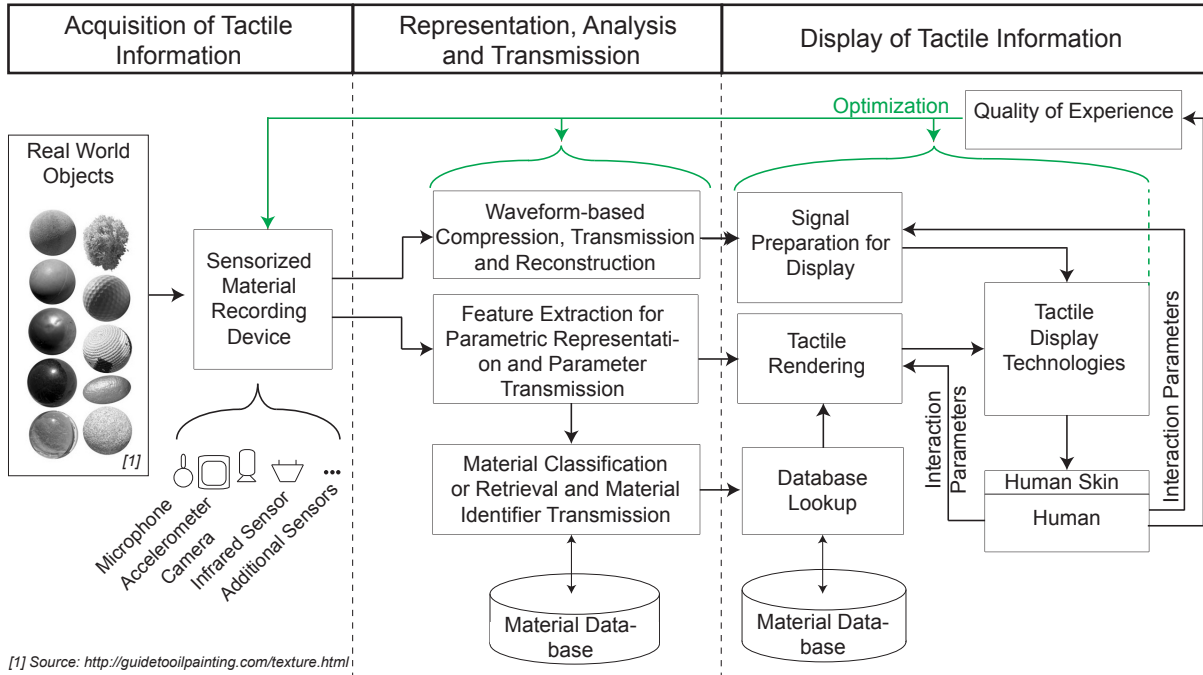 Acquisition of Tactile
Information
Representation, Analysis
and Transmission
Display of Tactile Information
Optimization
Quality of Experience
Real World
Objects
[1]
Sensorized
Material
Recording
Device
Microphone
Accelerometer
Camera
Infrared Sensor
Additional Sensors
Waveform-based
Compression, Transmission
and Reconstruction
Feature Extraction for
Parametric Representati-
on and Parameter
Transmission
Material Classification
or Retrieval and Material
Identifier Transmission
Material Data-
base
Signal
Preparation for
Display
Tactile
Rendering
Database
Lookup
Material Data-
base
Tactile
Display
Technologies
Interaction
Parameters
Human Skin
Human
Interaction Parameters
[1] Source: http://guidetooilpainting.com/texture.html